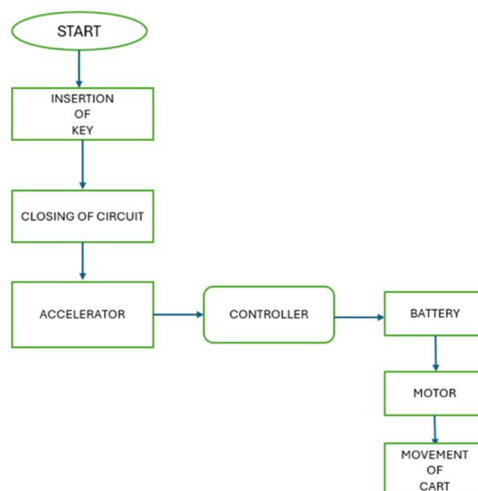 START
INSERTION
OF
KEY
CLOSING OF CIRCUIT
ACCELERATOR
CONTROLLER
BATTERY
MOTOR
MOVEMENT
OF
CART